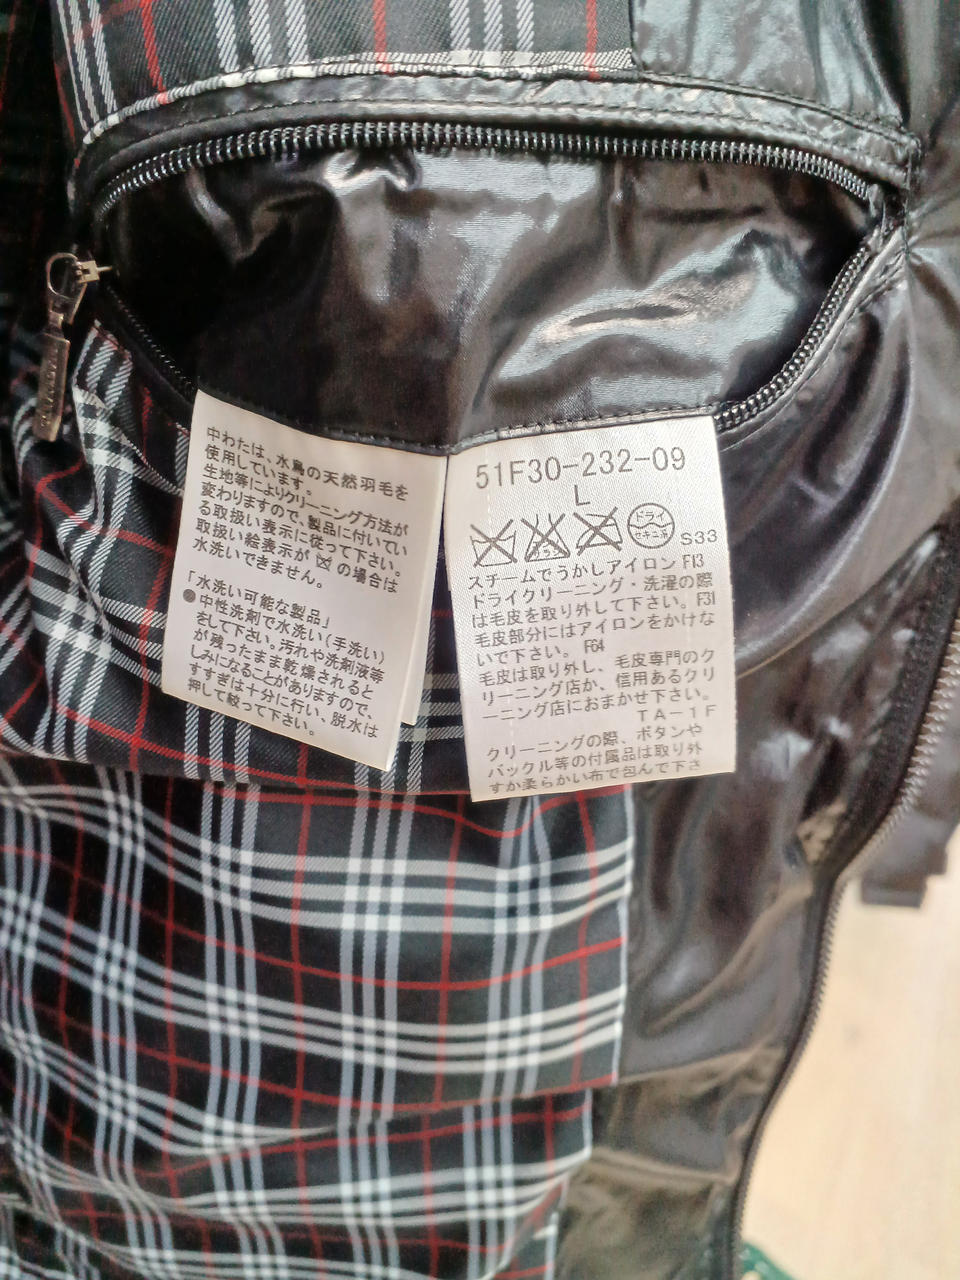 中わたは、水鳥の天然羽毛を
使用しています。
生地等によりクリーニング方法が
変わりますので、製品に付いてい
る取扱い表示に従って下さい。
取扱い絵表示が の場合は
水洗いできません。
「水洗い可能な製品」
●中性洗剤で水洗い(手洗い)
をして下さい。汚れや洗剤液等
が残ったまま乾燥されると
しみになることがありますので、
すすぎは十分に行い、脱水は
押して絞って下さい。
51F30-232-09
L
ドライ
セキユ系
S33
スチームでうかしアイロン F13
ドライクリーニング・洗濯の際
は毛皮を取り外して下さい。F31
毛皮部分にはアイロンをかけな
いで下さい。F64
毛皮は取り外し、毛皮専門のク
リーニング店か、信用あるクリ
ーニング店におまかせ下さい。
TA-1F
クリーニングの際、ボタンや
バックル等の付属品は取り外
すか柔らかい布で包んで下さ